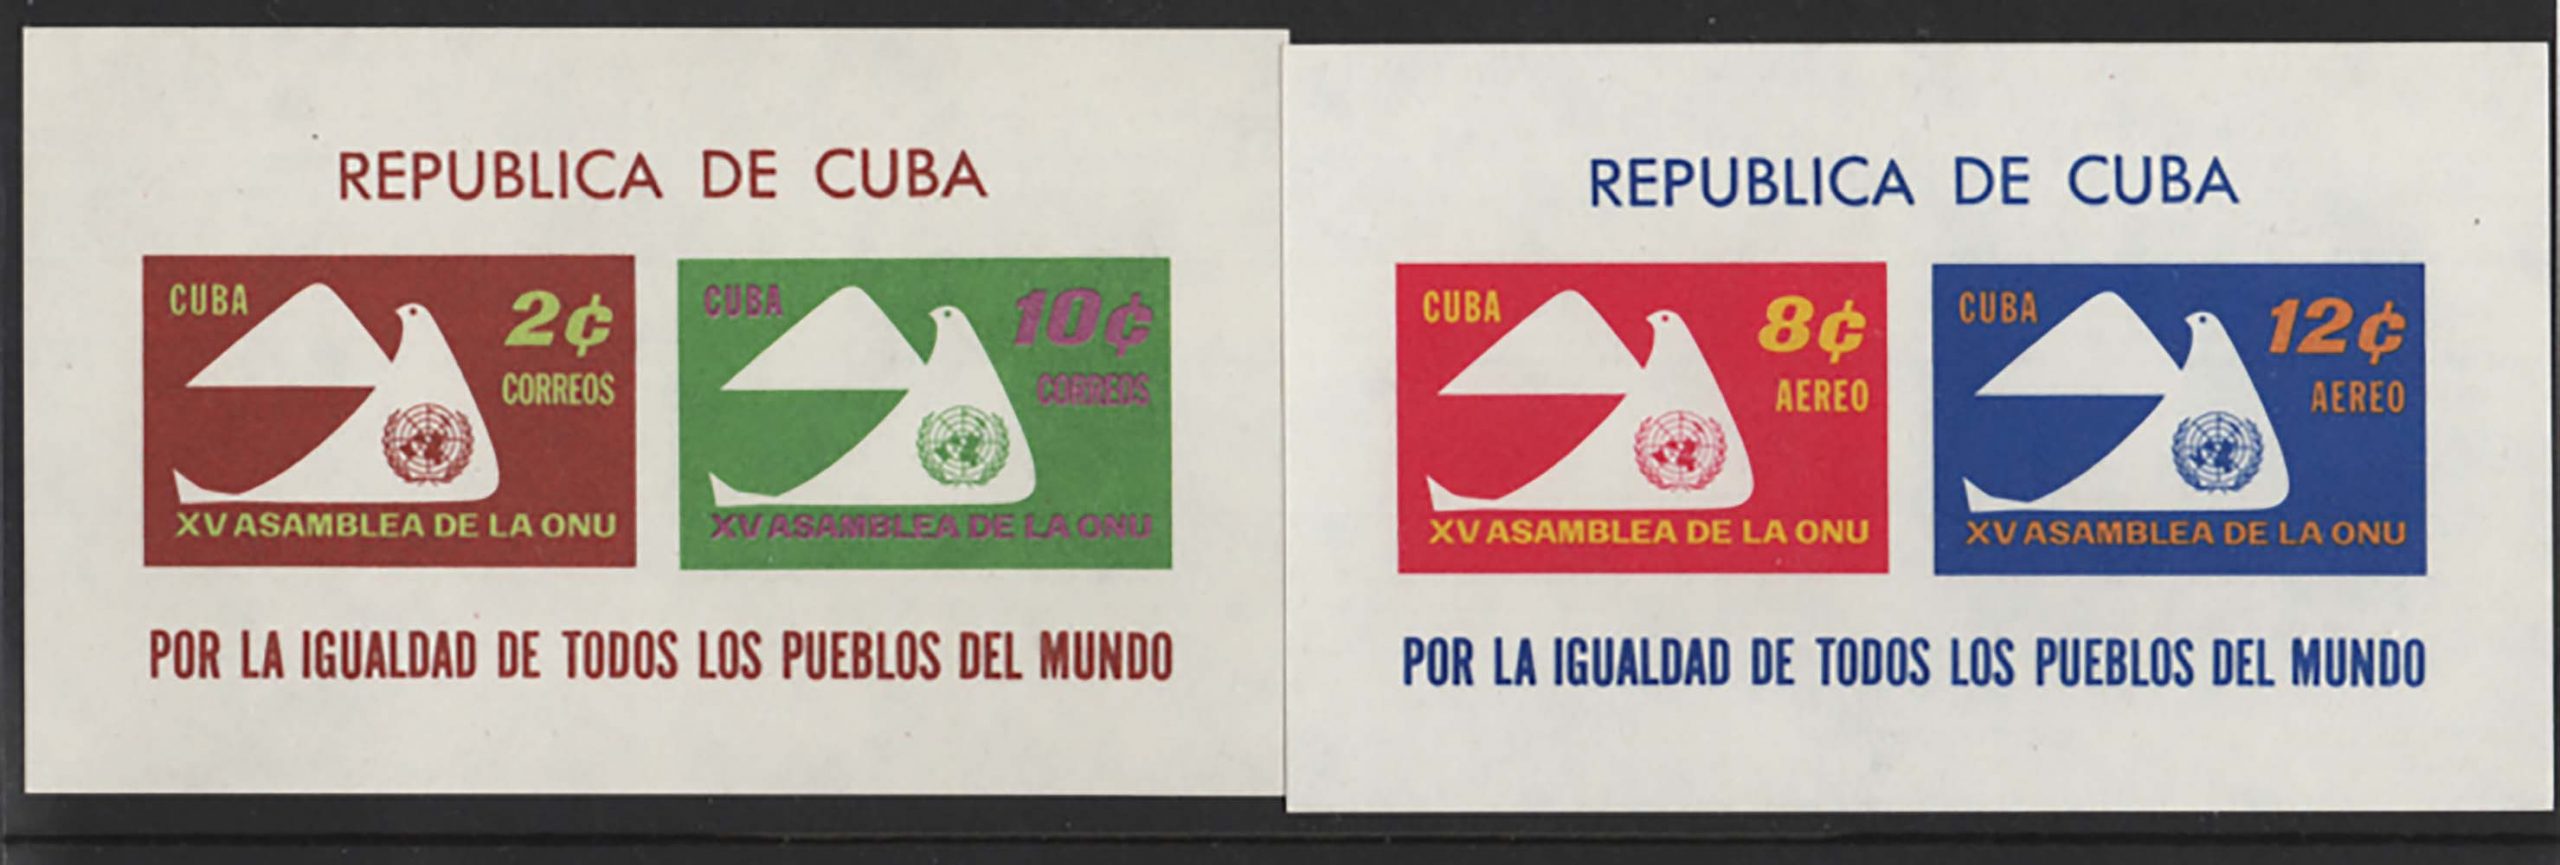 REPUBLICA DE CUBA
CUBA
2¢
CORREOS
XV ASAMBLEA DE LA ONU
CUBA
10¢
CORREOS
XV ASAMBLEA DE LA ONU
POR LA IGUALDAD DE TODOS LOS PUEBLOS DEL MUNDO
REPUBLICA DE CUBA
CUBA
8¢
AEREO
XV ASAMBLEA DE LA ONU
CUBA
12¢
AEREO
XV ASAMBLEA DE LA ONU
POR LA IGUALDAD DE TODOS LOS PUEBLOS DEL MUNDO